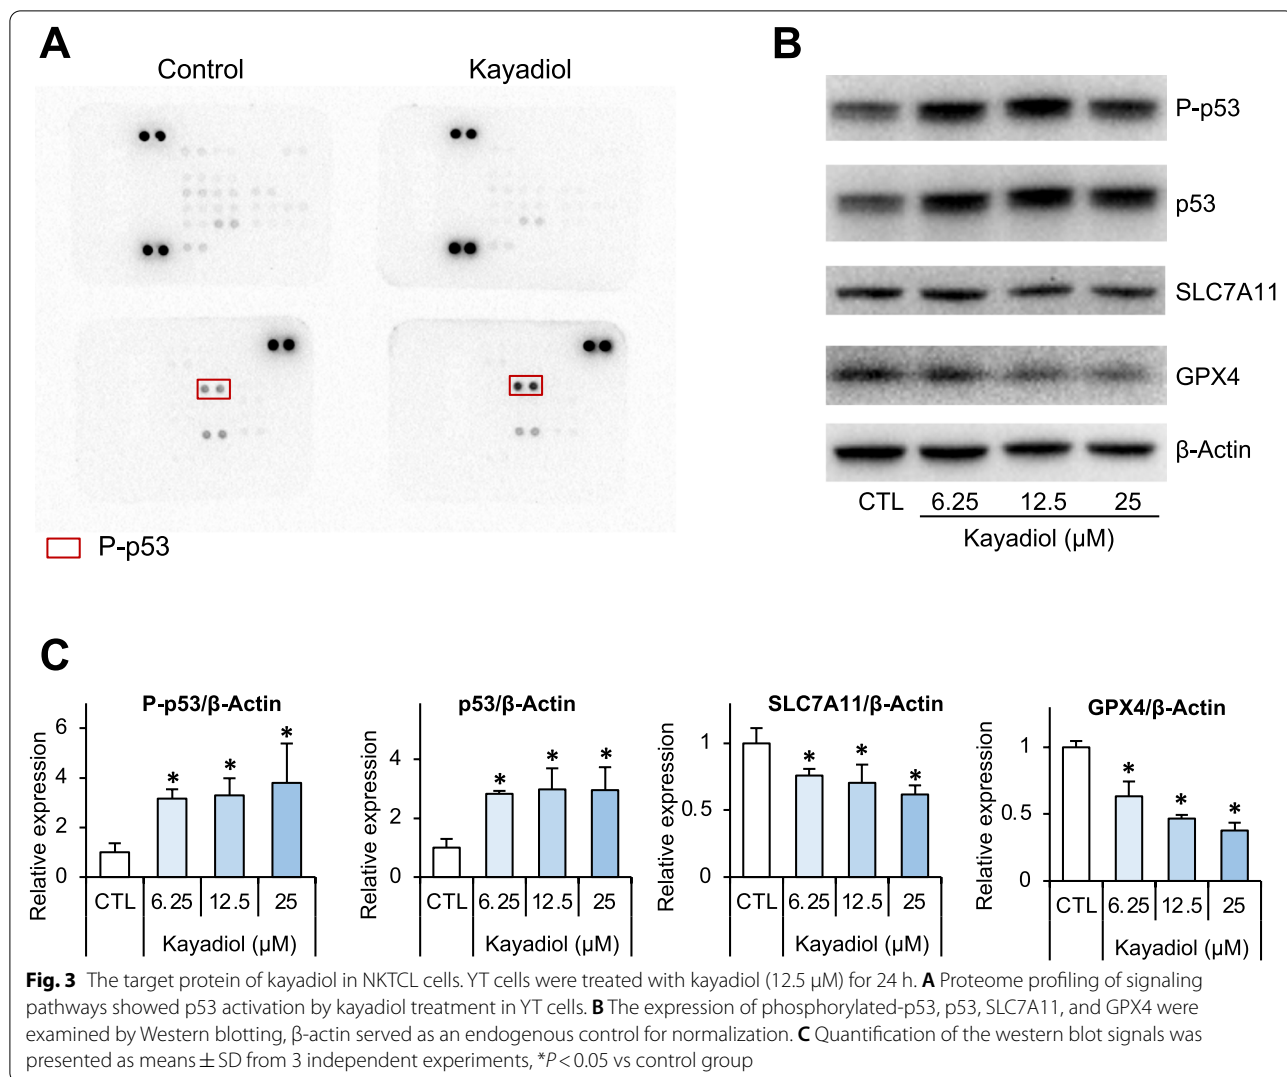 A
Control
Kayadiol
P-p53
B
P-p53
p53
SLC7A11
GPX4
β-Actin
CTL 6.25 12.5 25
Kayadiol (µM)
C
P-p53/β-Actin
Relative expression
6
4
2
0
*
*
*
CTL 6.25 12.5 25
Kayadiol (µM)
p53/β-Actin
Relative expression
4
2
0
*
*
*
CTL 6.25 12.5 25
Kayadiol (µM)
SLC7A11/β-Actin
Relative expression
1
0.5
0
*
*
*
CTL 6.25 12.5 25
Kayadiol (µM)
GPX4/β-Actin
Relative expression
1
0.5
0
*
*
*
CTL 6.25 12.5 25
Kayadiol (µM)
Fig. 3 The target protein of kayadiol in NKTCL cells. YT cells were treated with kayadiol (12.5 µM) for 24 h. A Proteome profiling of signaling
pathways showed p53 activation by kayadiol treatment in YT cells. B The expression of phosphorylated-p53, p53, SLC7A11, and GPX4 were
examined by Western blotting, β-actin served as an endogenous control for normalization. C Quantification of the western blot signals was
presented as means ± SD from 3 independent experiments, *P < 0.05 vs control group